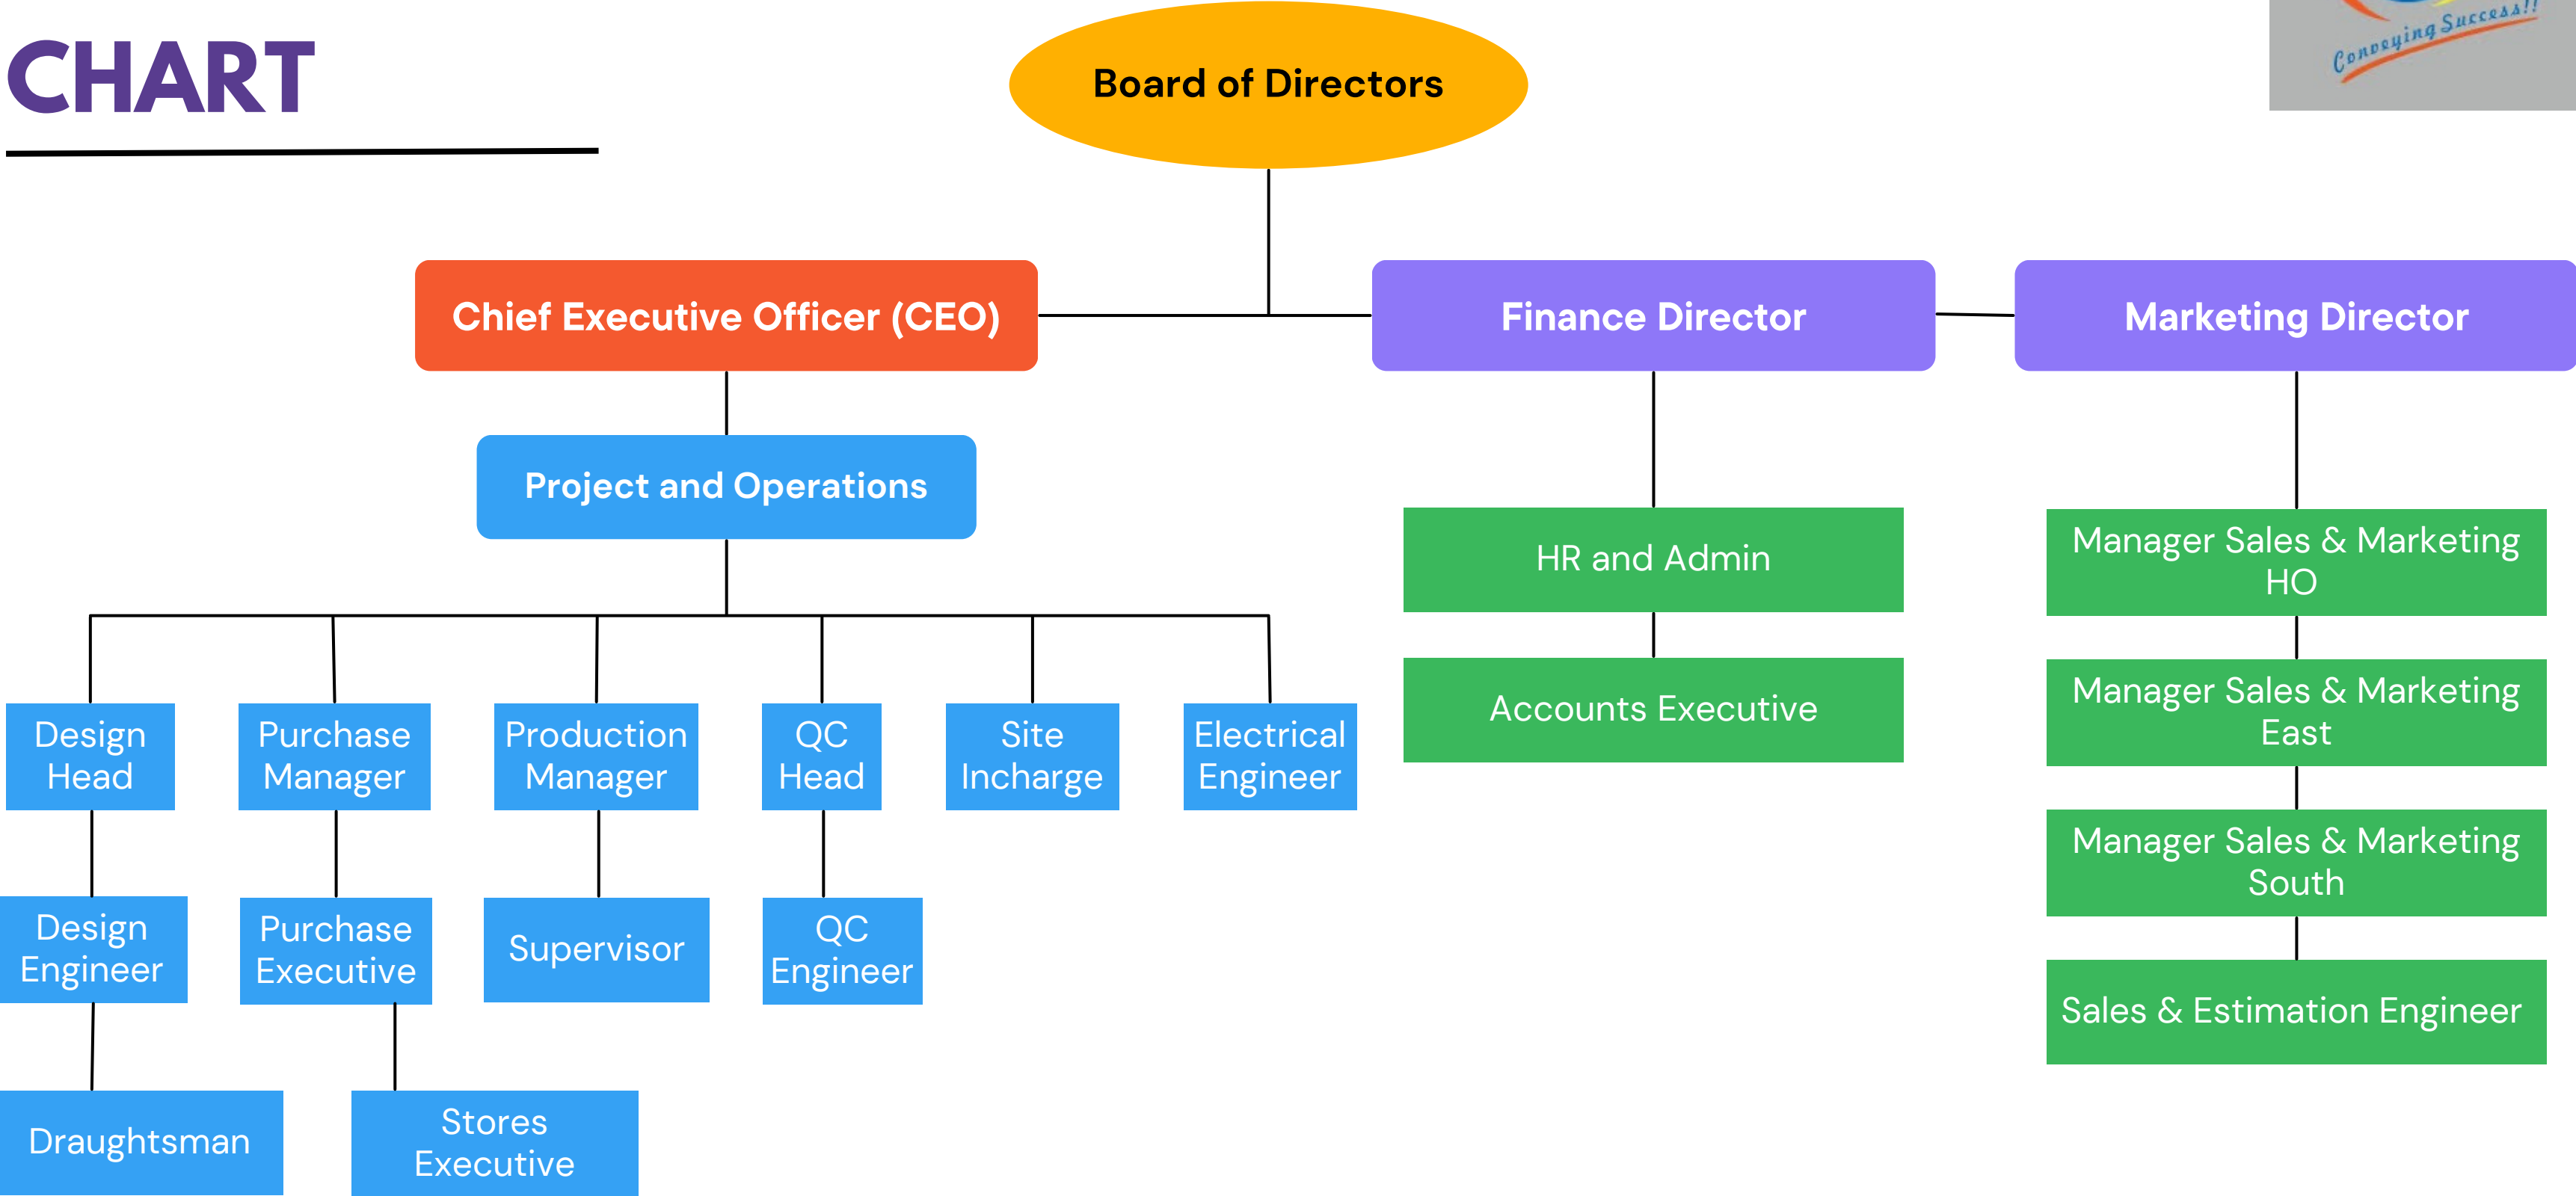 CHART
Conveying Success!!
Board of Directors
Chief Executive Officer (CEO)
Finance Director
Marketing Director
Project and Operations
HR and Admin
Accounts Executive
Manager Sales & Marketing
HO
Manager Sales & Marketing
East
Manager Sales & Marketing
South
Sales & Estimation Engineer
Design
Head
Purchase
Manager
Production
Manager
QC
Head
Site
Incharge
Electrical
Engineer
Design
Engineer
Purchase
Executive
Supervisor
QC
Engineer
Draughtsman
Stores
Executive